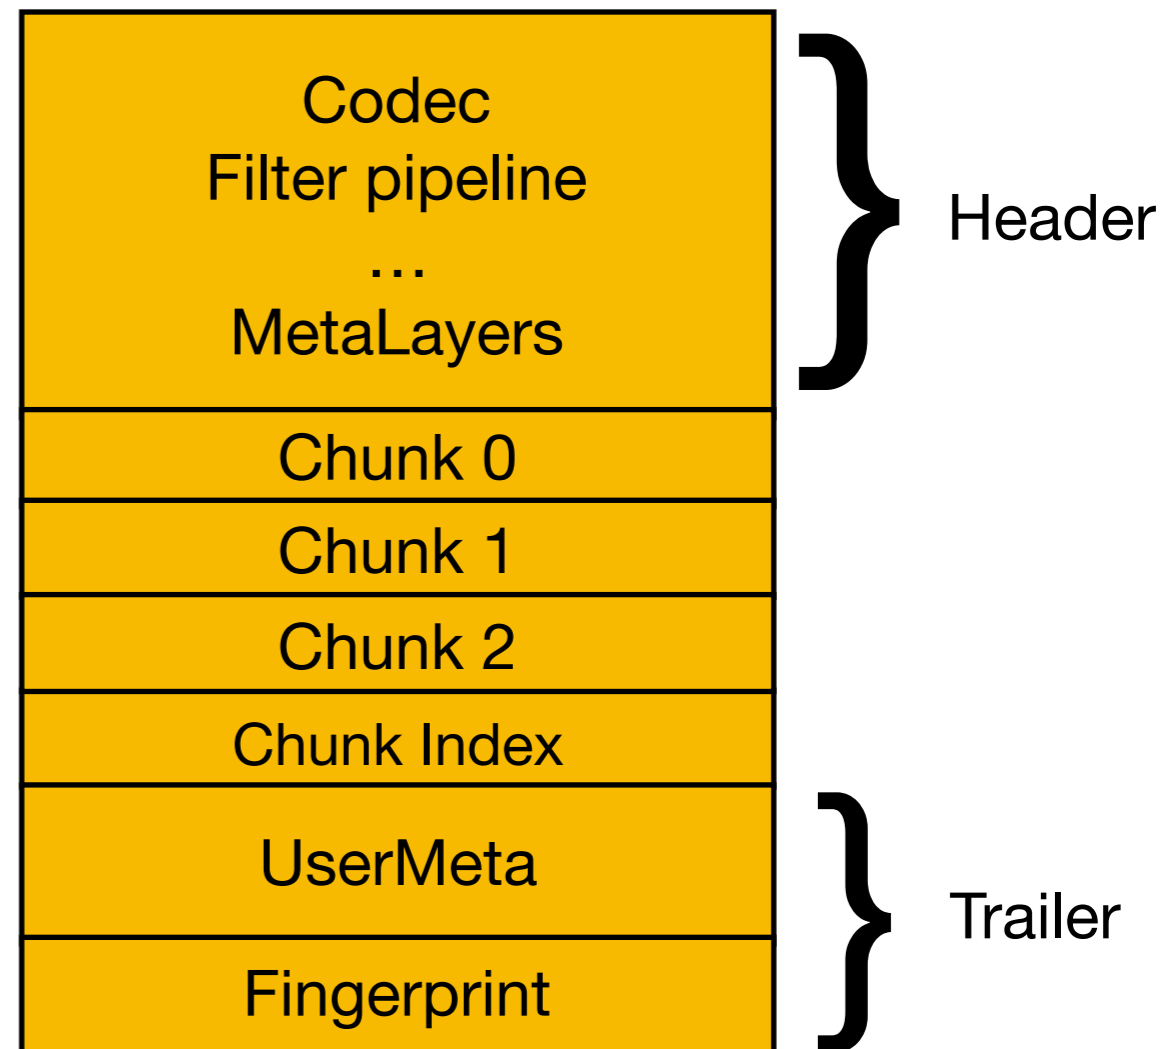 Codec
Filter pipeline
...
MetaLayers
Header
Chunk 0
Chunk 1
Chunk 2
Chunk Index
UserMeta
Fingerprint
Trailer